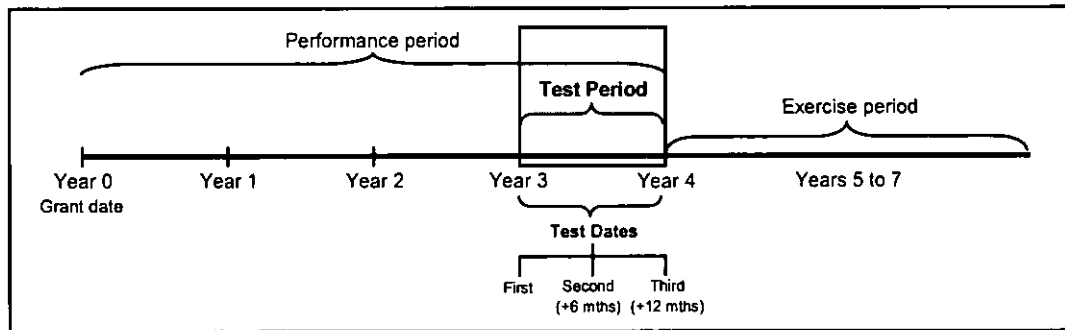 Performance period
Test Period
Exercise period
Year 0
Year 1
Year 2
Year 3
Year 4
Years 5 to 7
Grant date
Test Dates
First
Second
Third
(+6 mths)
(+12 mths)